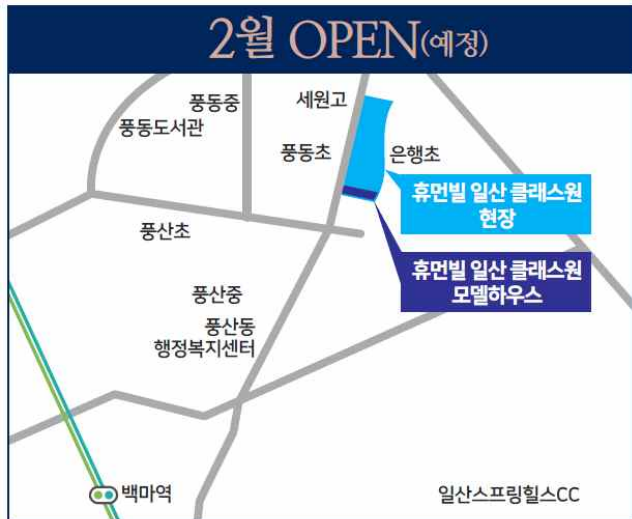 2월 OPEN(예정)
풍동중
세원고
풍동도서관
풍동초
은행초
휴먼빌 일산 클래스원
현장
풍산초
휴먼빌 일산 클래스원
모델하우스
풍산중
풍산동
행정복지센터
백마역
일산스프링힐스CC